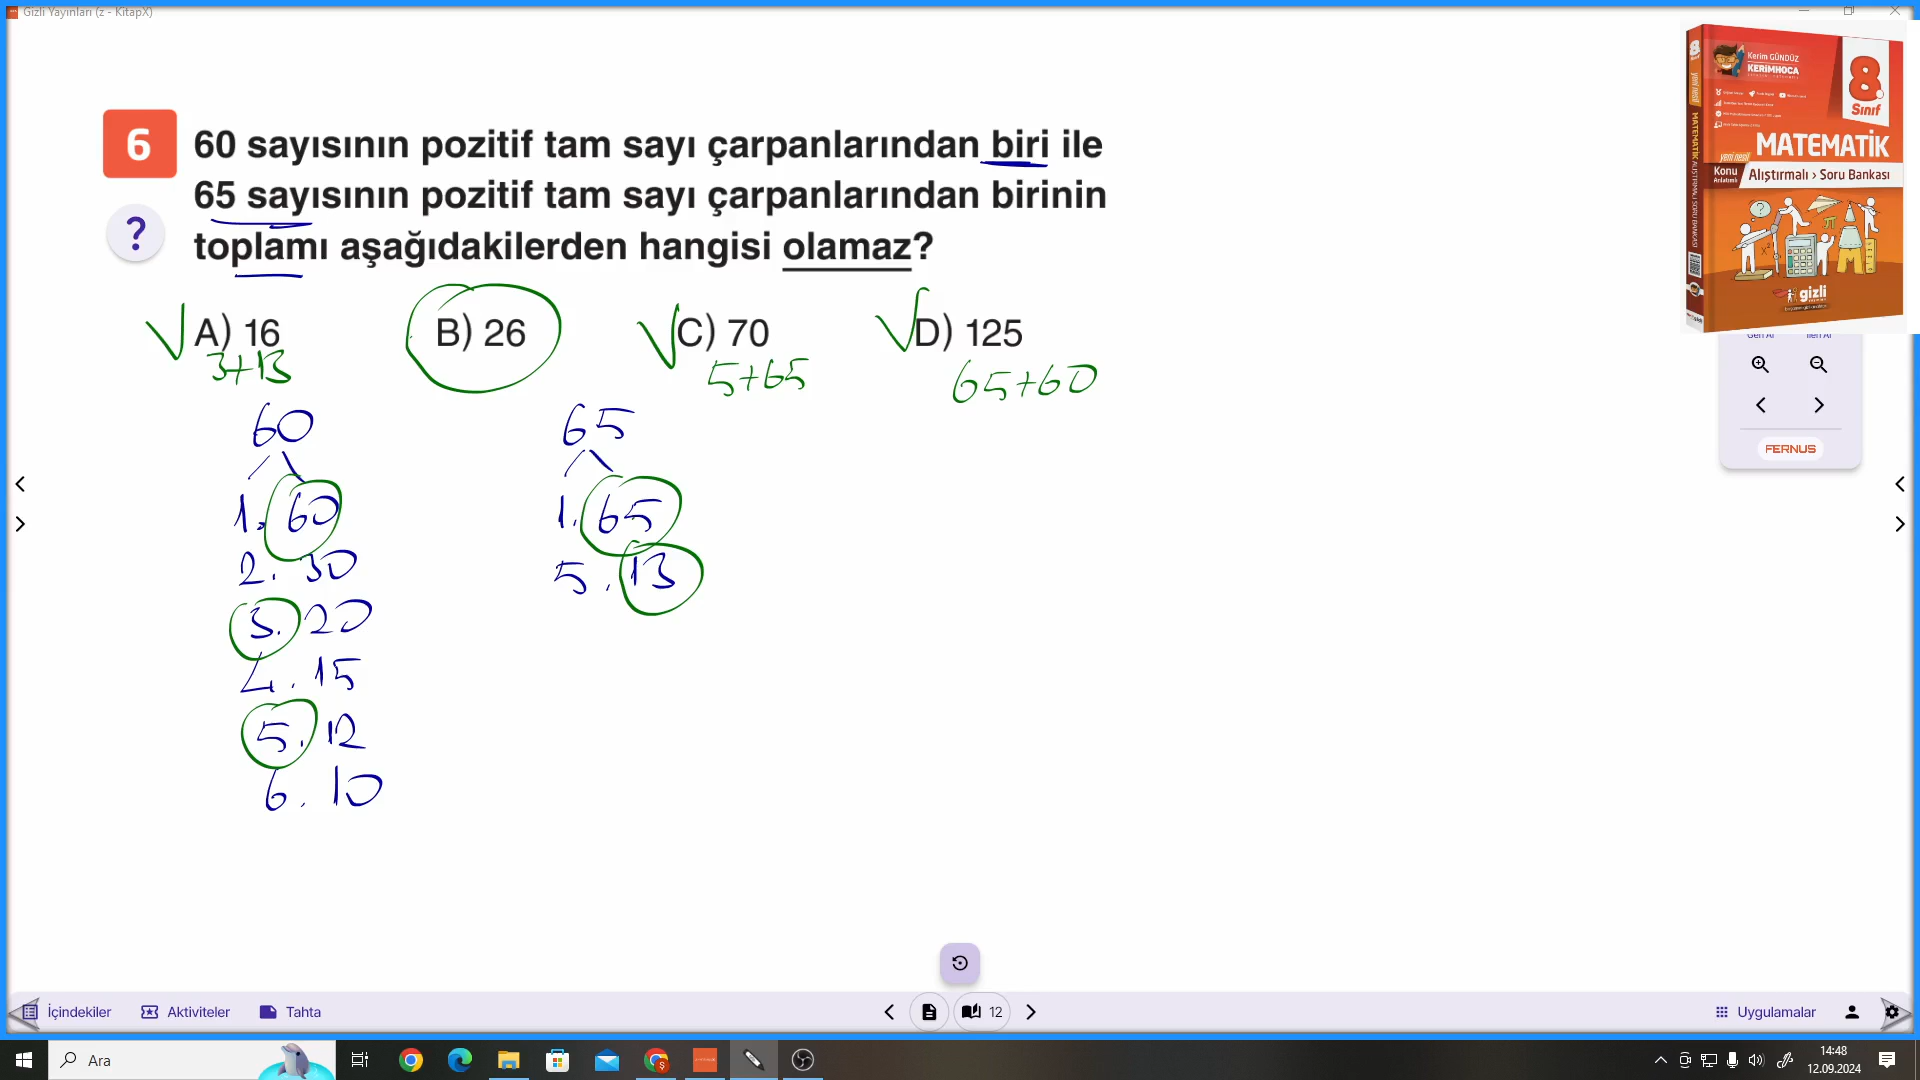 Gizli Yayınları (z - KitapX)
6
60 sayısının pozitif tam sayı çarpanlarından biri ile
65 sayısının pozitif tam sayı çarpanlarından birinin
toplamı aşağıdakilerden hangisi olamaz?
?
A) 16 B) 26 C) 70 D) 125
3+13 5+65 65+60
60 65
1. 60 1. 65
2. 30 5. 13
3. 20
4. 15
5. 12
6. 10
Kerim GÜNDÜZ
KERİMHOCA
8.
Sınıf
MATEMATİK
yeni nesil
Konu Anlatımlı
Alıştırmalı > Soru Bankası
gizli
FERNUS
İçindekiler Aktiviteler Tahta 12 Uygulamalar
Ara
14:48
12.09.2024